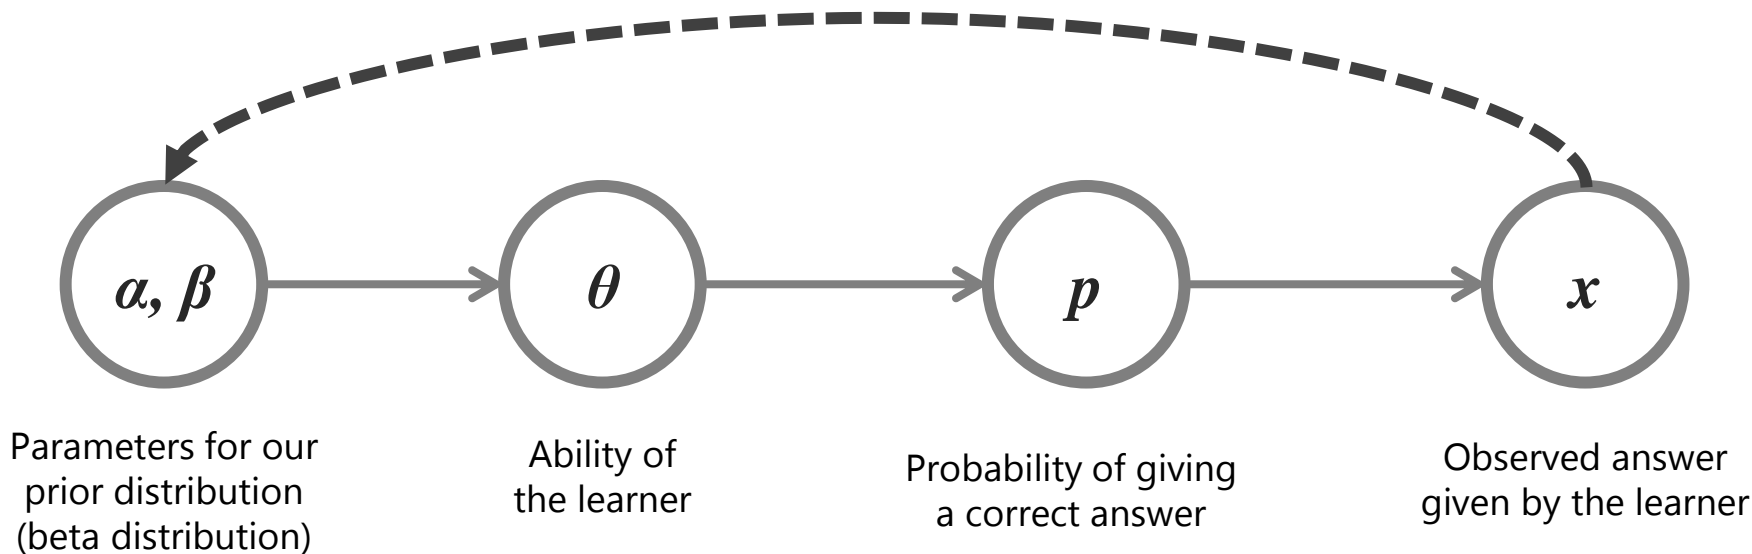 α, β
θ
p
x
Parameters for our
prior distribution
(beta distribution)
Ability of
the learner
Probability of giving
a correct answer
Observed answer
given by the learner